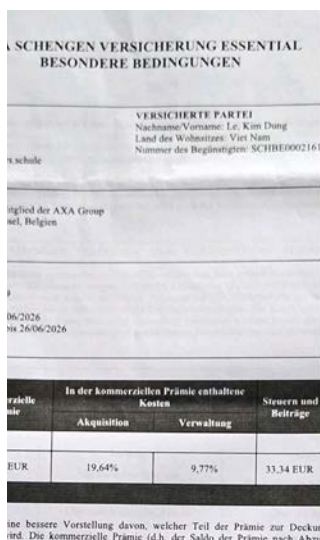 SCHENGEN VERSICHERUNG ESSENTIAL
BESONDERE BEDINGUNGEN
VERSICHERTE PARTEI
Nachname/Vorname: Le, Kim Dung
Land des Wohnsitzes: Viet Nam
Nummer des Begünstigten: SCHBE0002161
schule
itglied der AXA Group
sel, Belgien
06/2026
bis 26/06/2026
rzielle
mie
In der kommerziellen Prämie enthaltene
Kosten
Akquisition
Verwaltung
Steuern und
Beiträge
EUR
19,64%
9,77%
33,34 EUR
ine bessere Vorstellung davon, welcher Teil der Prämie zur Decku
wird. Die kommerzielle Prämie (d.h. der Saldo der Prämie nach Abzu